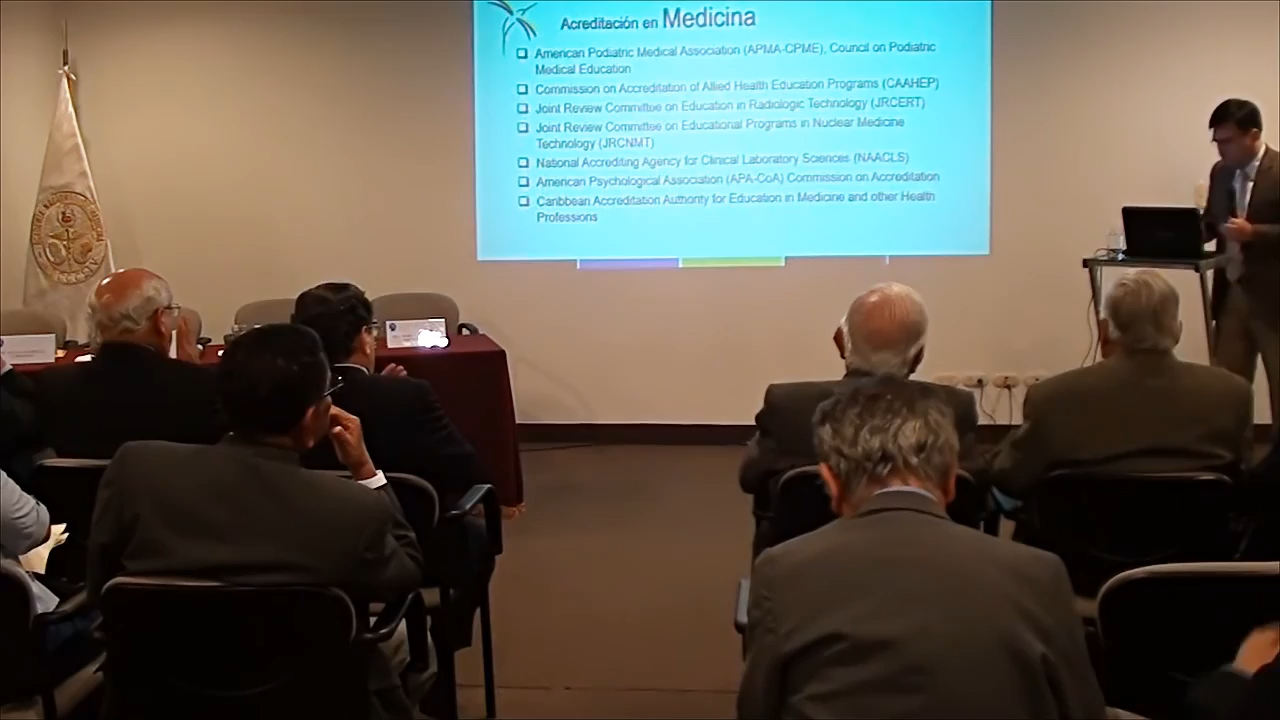 Acreditación en Medicina
American Podiatric Medical Association (APMA-CPME), Council on Podiatric
Medical Education
Commission on Accreditation of Allied Health Education Programs (CAAHEP)
Joint Review Committee on Education in Radiologic Technology (JRCERT)
Joint Review Committee on Educational Programs in Nuclear Medicine
Technology (JRCNMT)
National Accrediting Agency for Clinical Laboratory Sciences (NAACLS)
American Psychological Association (APA-CoA) Commission on Accreditation
Caribbean Accreditation Authority for Education in Medicine and other Health
Professions